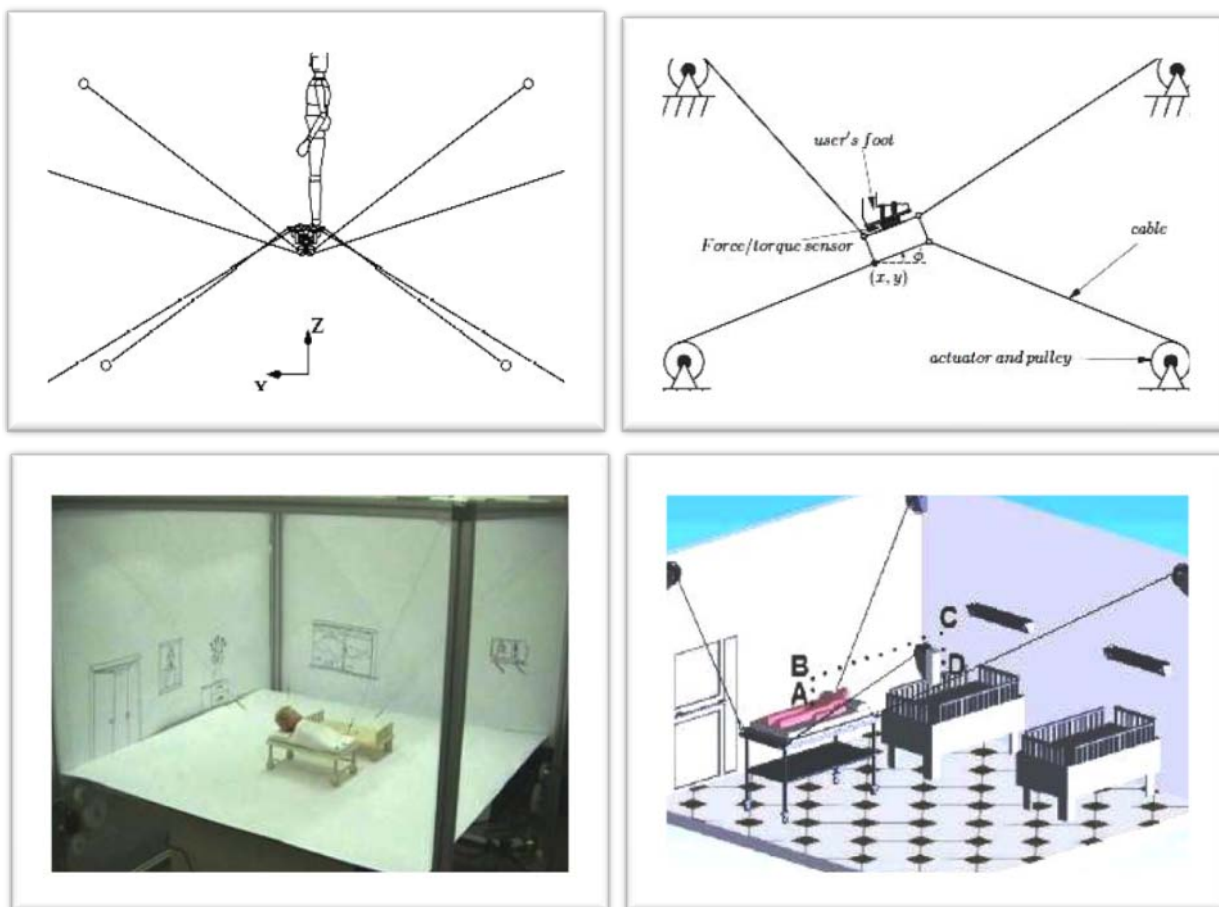 Z
Y
user's foot
Force/torque sensor
(x, y)
ϕ
cable
actuator and pulley
C
B
D
A